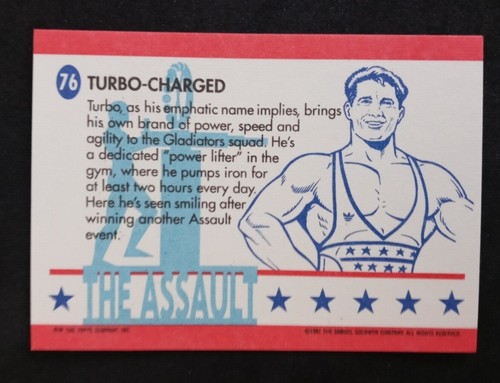 76 TURBO-CHARGED
Turbo, as his emphatic name implies, brings
his own brand of power, speed and
agility to the Gladiators squad. He's
a dedicated "power lifter" in the
gym, where he pumps iron for
at least two hours every day.
Here he's seen smiling after
winning another Assault
event.
THE ASSAULT